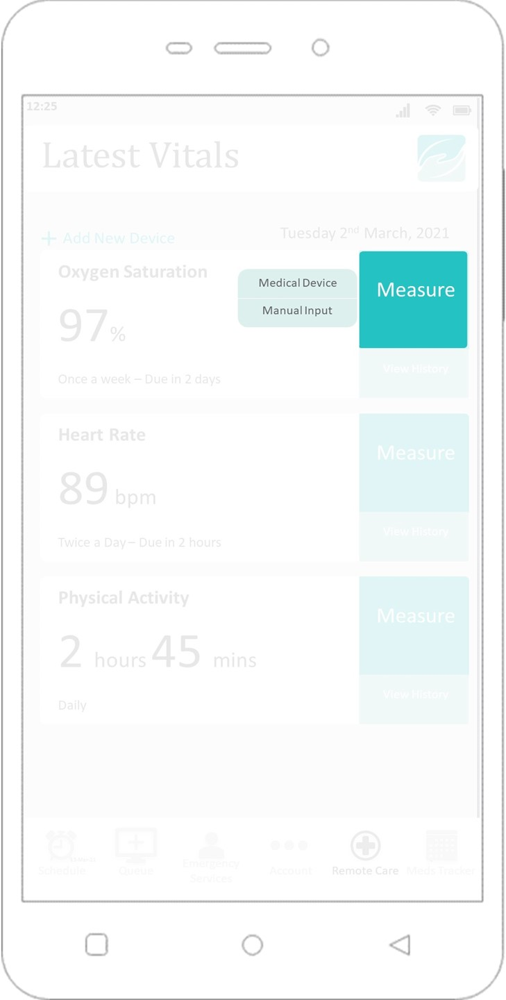 12:25
Latest Vitals
+ Add New Device
Tuesday 2nd March, 2021
Oxygen Saturation
Medical Device
Manual Input
Measure
97%
View History
Once a week – Due in 2 days
Heart Rate
Measure
89 bpm
View History
Twice a Day – Due in 2 hours
Physical Activity
Measure
2 hours 45 mins
View History
Daily
Schedule
Queue
Emergency
Services
Account
Remote Care
Meds Tracker